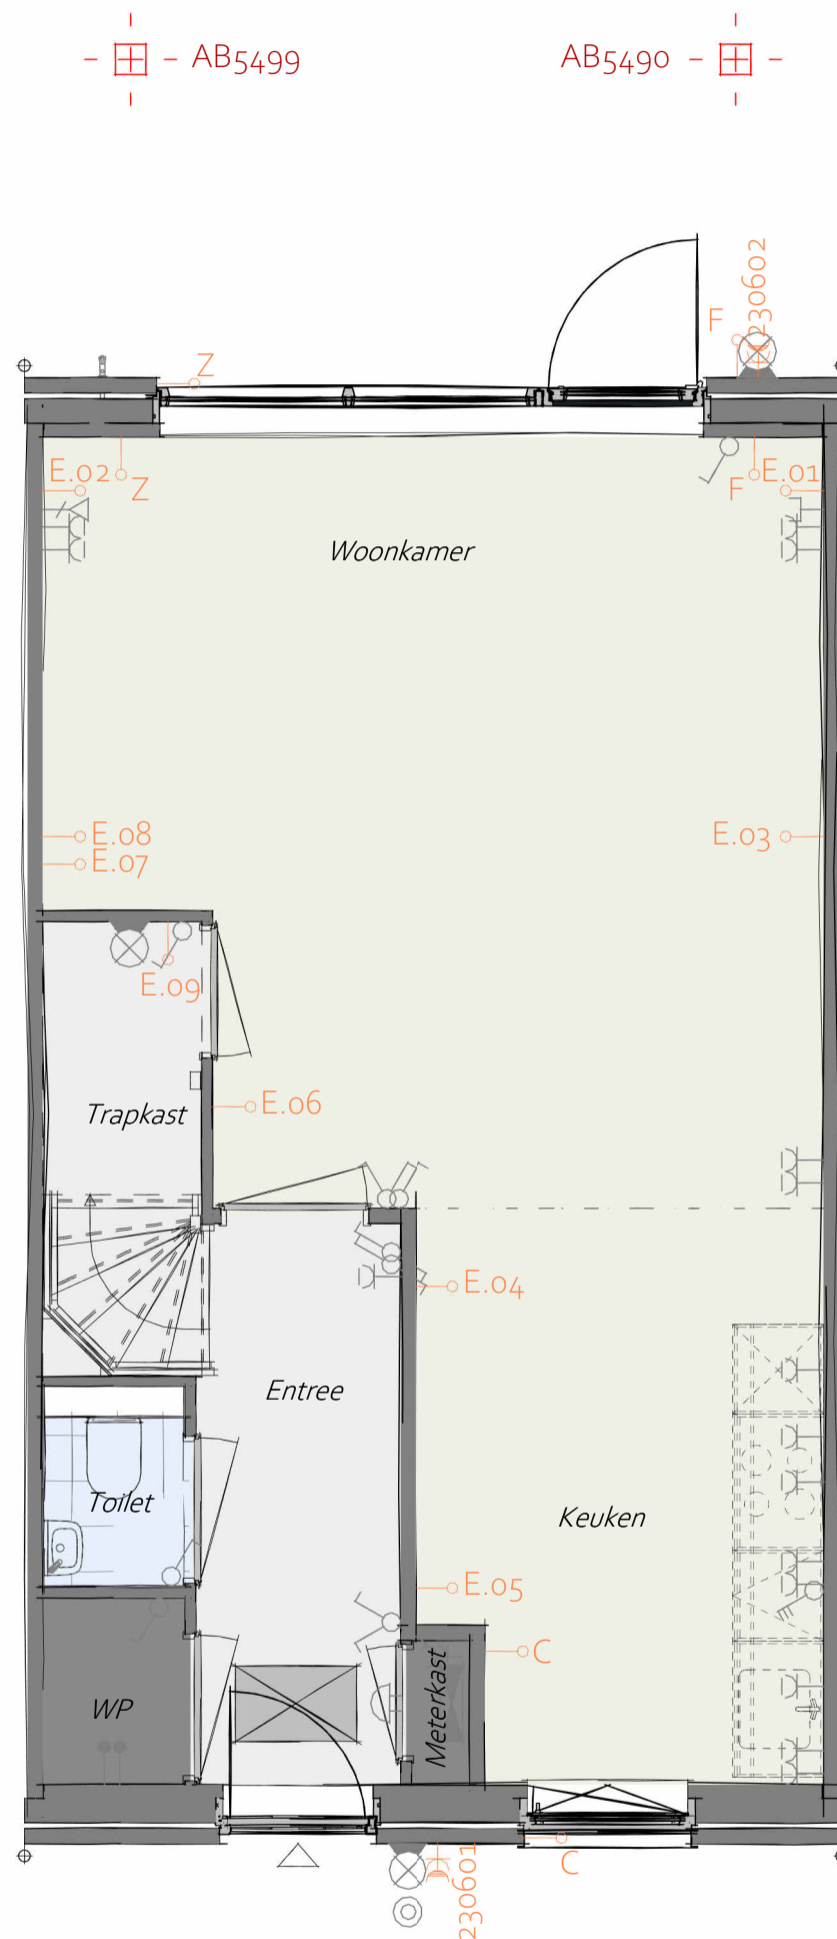 AB5499
AB5490
230602
F
Z
E.02
Z
F
E.01
Woonkamer
E.08
E.07
E.03
E.09
Trapkast
E.06
E.04
Entree
Toilet
Keuken
E.05
C
Meterkast
WP
C
230601